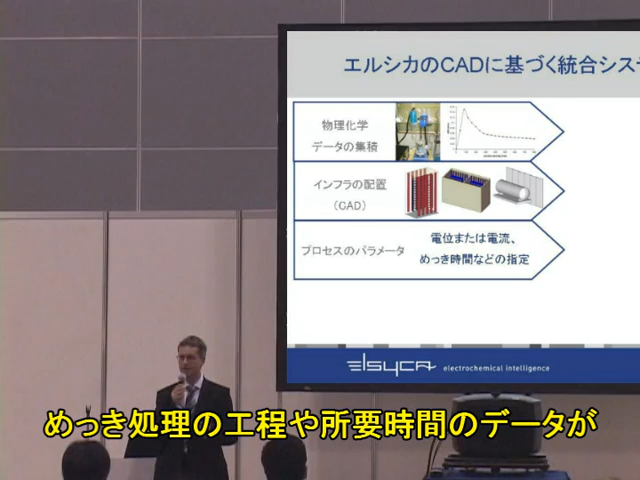 エルシカのCADに基づく統合シス
物理化学
データの集積
インフラの配置
(CAD)
プロセスのパラメータ
電位または電流、
めっき時間などの指定
elsyca electrochemical intelligence
めっき処理の工程や所要時間のデータが